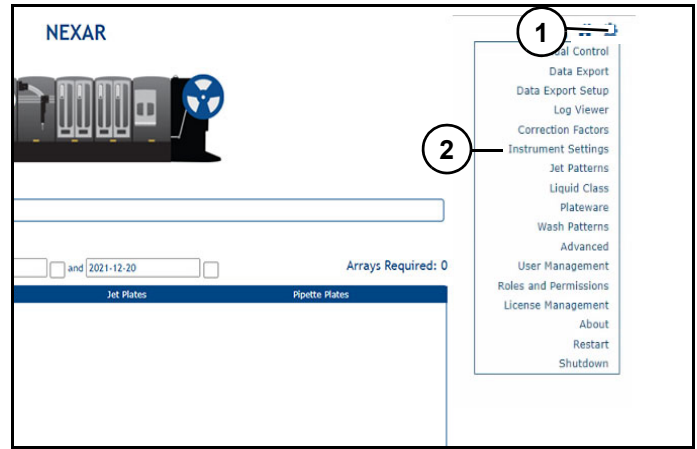 NEXAR
1
ual Control
Data Export
Data Export Setup
Log Viewer
Correction Factors
2
Instrument Settings
Jet Patterns
Liquid Class
Plateware
Wash Patterns
Advanced
User Management
Roles and Permissions
License Management
About
Restart
Shutdown
and 2021-12-20 Arrays Required: 0
Jet Plates Pipette Plates